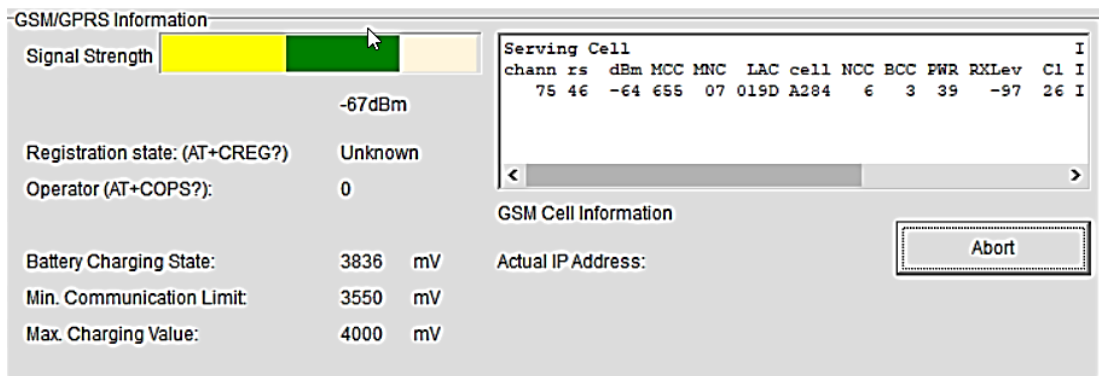 GSM/GPRS Information
Signal Strength
-67dBm
Registration state: (AT+CREG?) Unknown
Operator (AT+COPS?): 0
Battery Charging State: 3836 mV
Min. Communication Limit: 3550 mV
Max. Charging Value: 4000 mV
Serving Cell I
chann rs dBm MCC MNC LAC cell NCC BCC PWR RXLev Cl I
75 46 -64 655 07 019D A284 6 3 39 -97 26 I
GSM Cell Information
Actual IP Address:
Abort